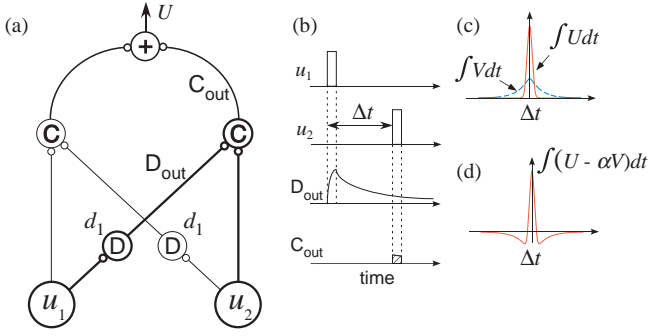 (a)
U
+
C_out
C
C
D_out
d_1
d_1
D
D
u_1
u_2
(b)
u_1
Δt
u_2
D_out
C_out
time
(c)
∫Udt
∫Vdt
Δt
(d)
∫(U - αV)dt
Δt